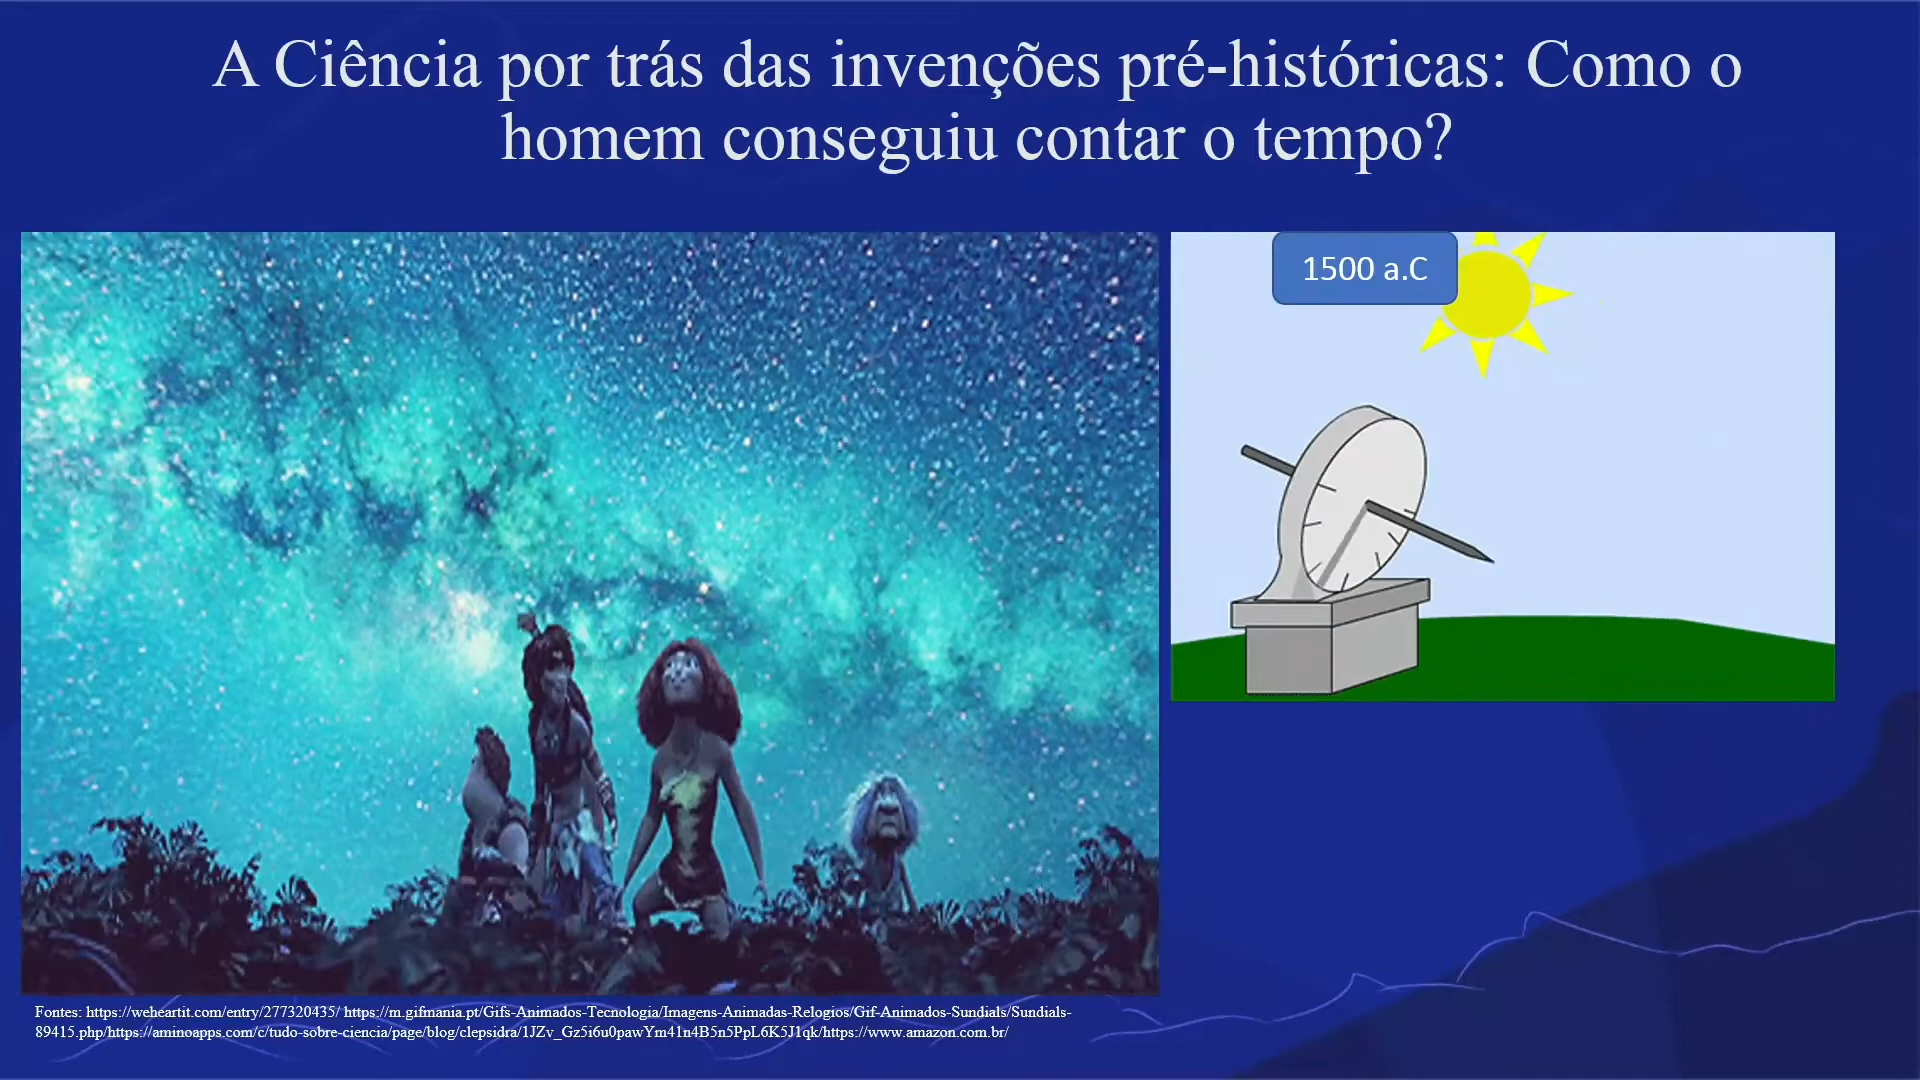 A Ciência por trás das invenções pré-históricas: Como o
homem conseguiu contar o tempo?
1500 a.C
Fontes: https://weheartit.com/entry/277320435/ https://m.gifmania.pt/Gifs-Animados-Tecnologia/Imagens-Animadas-Relogios/Gif-Animados-Sundials/Sundials-
89415.php/https://aminoapps.com/c/tudo-sobre-ciencia/page/blog/clepsidra/1JZv_Gz5i6u0pawYm41n4B5n5PpL6K5J1qk/https://www.amazon.com.br/